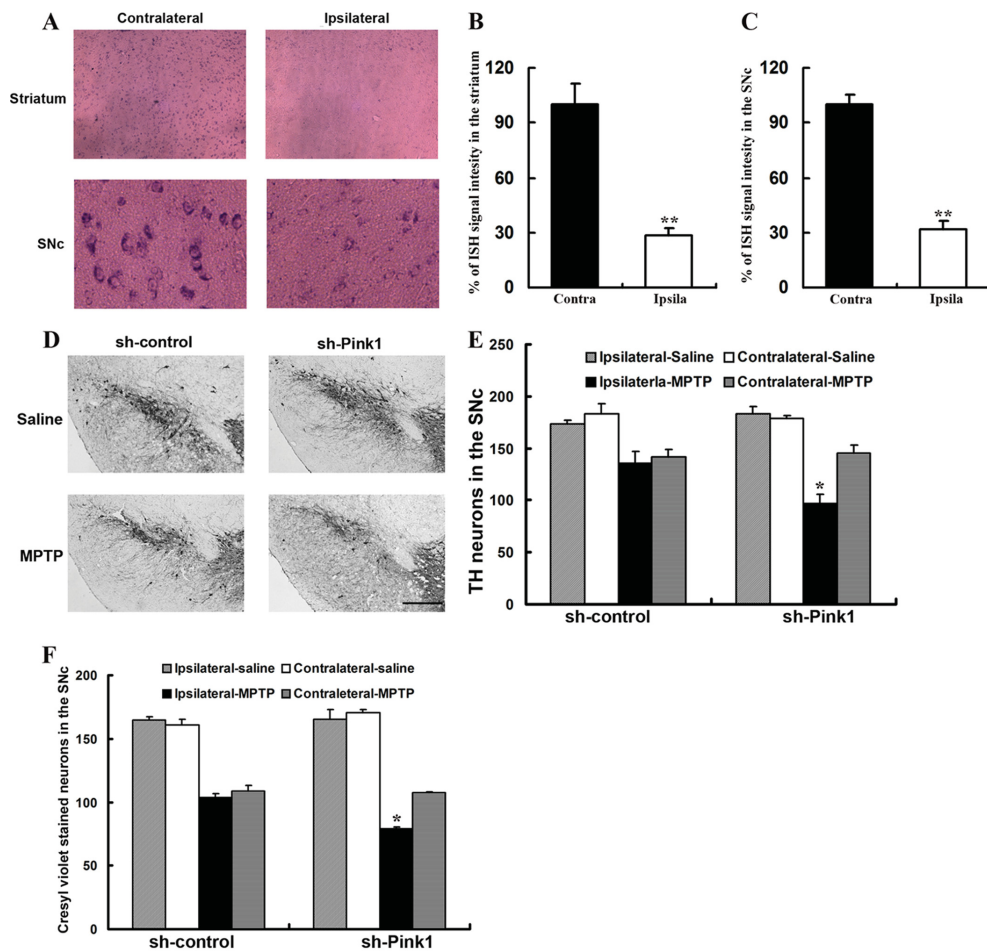 A
Contralateral
Ipsilateral
Striatum
SNc
B
% of ISH signal intesity in the striatum
120
90
60
30
0
**
Contra
Ipsila
C
% of ISH signal intesity in the SNc
120
90
60
30
0
**
Contra
Ipsila
D
sh-control
sh-Pink1
Saline
MPTP
E
TH neurons in the SNc
250
200
150
100
50
0
Ipsilateral-Saline
Contralateral-Saline
Ipsilaterla-MPTP
Contralateral-MPTP
*
sh-control
sh-Pink1
F
Cresyl violet stained neurons in the SNc
200
150
100
50
0
Ipsilateral-saline
Contralateral-saline
Ipsilateral-MPTP
Contraleteral-MPTP
*
sh-control
sh-Pink1